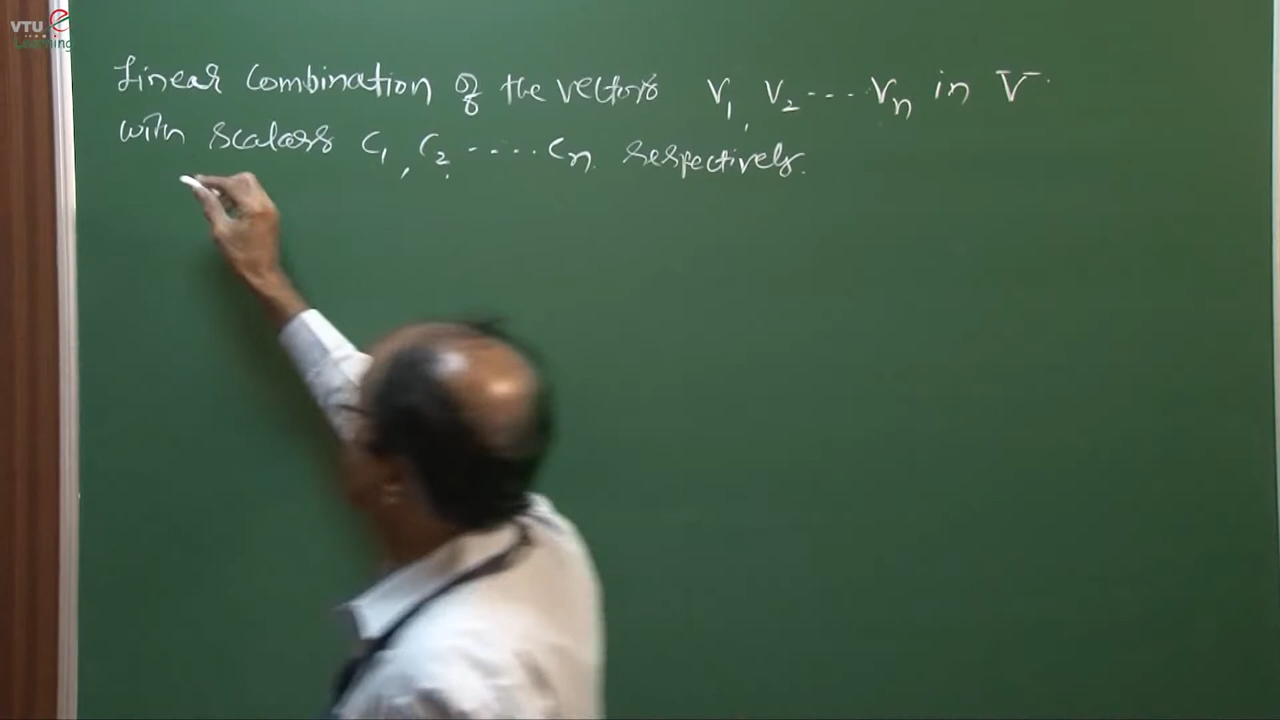 VTU e
Learning
Linear Combination of the vectors V₁, V₂ ---- Vₙ in V.
with scalars C₁, C₂, ----- Cₙ respectively.